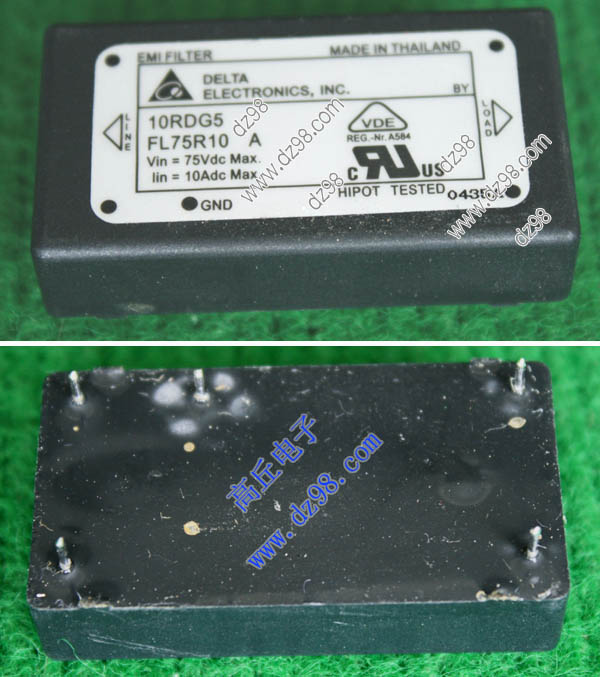 EMI FILTER MADE IN THAILAND
DELTA
ELECTRONICS, INC. BY
10RDG5
FL75R10 A
Vin = 75Vdc Max.
Iin = 10Adc Max.
LINE
LOAD
VDE
REG.-Nr. A584
C RU US
HIPOT TESTED
GND
dz98
www.dz98.com
dz98
dz98
www.dz98.com
dz98
高丘电子
www.dz98.com